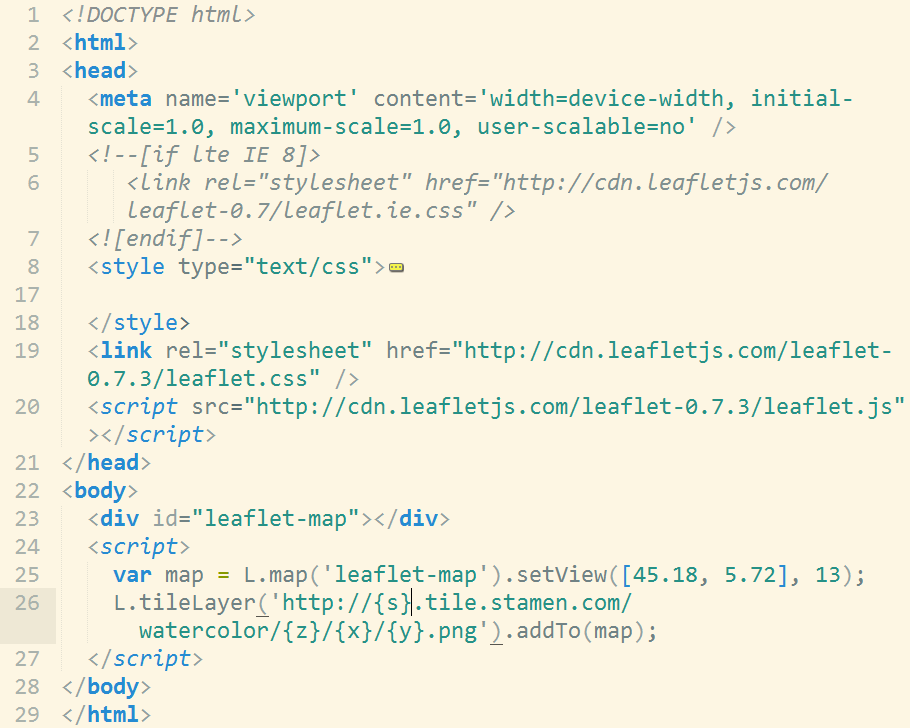 1 <!DOCTYPE html>
2 <html>
3 <head>
4 <meta name='viewport' content='width=device-width, initial-
scale=1.0, maximum-scale=1.0, user-scalable=no' />
5 <!--[if lte IE 8]>
6 <link rel="stylesheet" href="http://cdn.leafletjs.com/
leaflet-0.7/leaflet.ie.css" />
7 <![endif]-->
8 <style type="text/css">
17
18 </style>
19 <link rel="stylesheet" href="http://cdn.leafletjs.com/leaflet-
0.7.3/leaflet.css" />
20 <script src="http://cdn.leafletjs.com/leaflet-0.7.3/leaflet.js"
></script>
21 </head>
22 <body>
23 <div id="leaflet-map"></div>
24 <script>
25 var map = L.map('leaflet-map').setView([45.18, 5.72], 13);
26 L.tileLayer('http://{s}.tile.stamen.com/
watercolor/{z}/{x}/{y}.png').addTo(map);
27 </script>
28 </body>
29 </html>